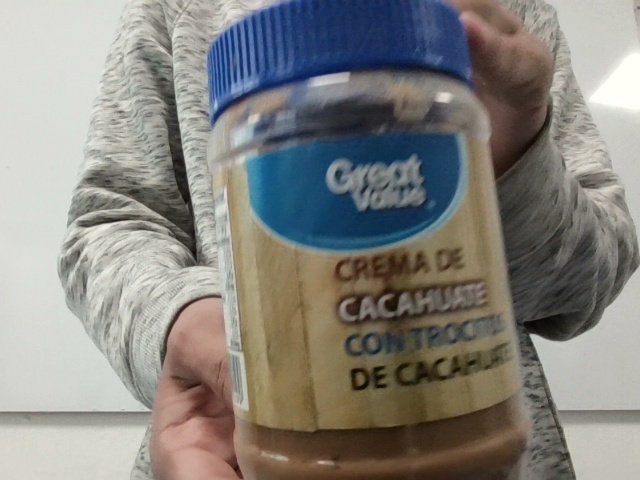 Great
Value
CREMA DE
CACAHUATE
CON TROCITOS
DE CACAHUATE